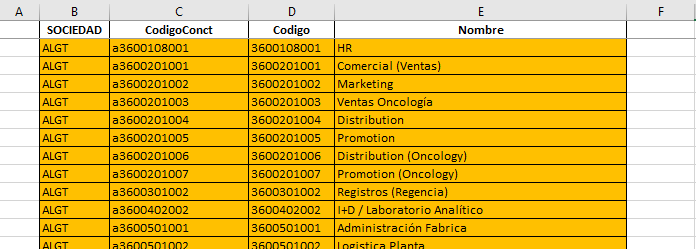 A B C D E F
SOCIEDAD CodigoConct Codigo Nombre
ALGT a3600108001 3600108001 HR
ALGT a3600201001 3600201001 Comercial (Ventas)
ALGT a3600201002 3600201002 Marketing
ALGT a3600201003 3600201003 Ventas Oncología
ALGT a3600201004 3600201004 Distribution
ALGT a3600201005 3600201005 Promotion
ALGT a3600201006 3600201006 Distribution (Oncology)
ALGT a3600201007 3600201007 Promotion (Oncology)
ALGT a3600301002 3600301002 Registros (Regencia)
ALGT a3600402002 3600402002 I+D / Laboratorio Analítico
ALGT a3600501001 3600501001 Administración Fabrica
ALGT a3600501002 3600501002 Logistica Planta